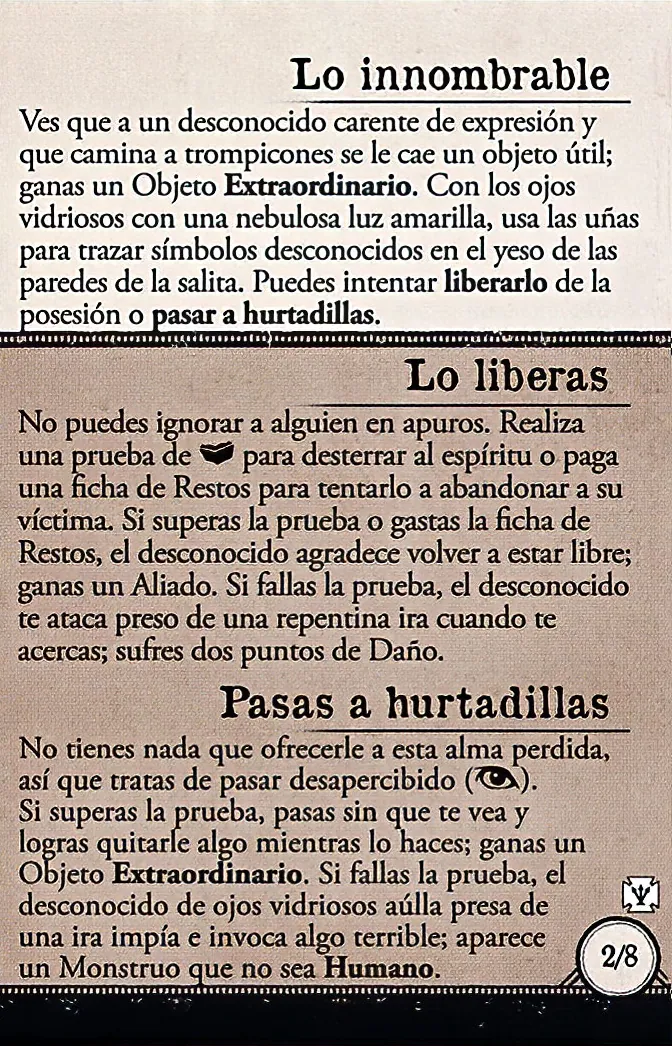 Lo innombrable
Ves que a un desconocido carente de expresión y
que camina a trompicones se le cae un objeto útil;
ganas un Objeto Extraordinario. Con los ojos
vidriosos con una nebulosa luz amarilla, usa las uñas
para trazar símbolos desconocidos en el yeso de las
paredes de la salita. Puedes intentar liberarlo de la
posesión o pasar a hurtadillas.
Lo liberas
No puedes ignorar a alguien en apuros. Realiza
una prueba de para desterrar al espíritu o paga
una ficha de Restos para tentarlo a abandonar a su
víctima. Si superas la prueba o gastas la ficha de
Restos, el desconocido agradece volver a estar libre;
ganas un Aliado. Si fallas la prueba, el desconocido
te ataca preso de una repentina ira cuando te
acercas; sufres dos puntos de Daño.
Pasas a hurtadillas
No tienes nada que ofrecerle a esta alma perdida,
así que tratas de pasar desapercibido ( ).
Si superas la prueba, pasas sin que te vea y
logras quitarle algo mientras lo haces; ganas un
Objeto Extraordinario. Si fallas la prueba, el
desconocido de ojos vidriosos aúlla presa de
una ira impía e invoca algo terrible; aparece
un Monstruo que no sea Humano.
2/8